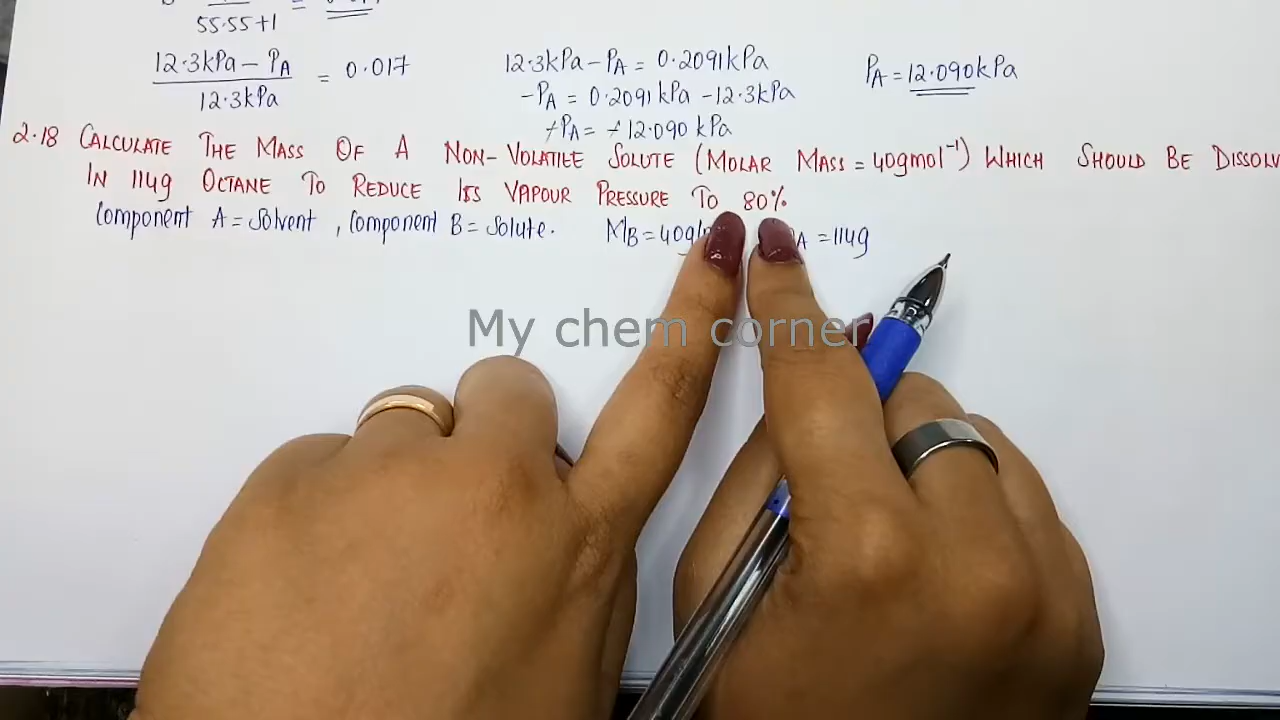 55.55+1 =
12.3kPa - PA / 12.3kPa = 0.017
12.3kPa - PA = 0.2091kPa
-PA = 0.2091kPa - 12.3kPa
+PA = +12.090 kPa
PA = 12.090kPa
2.18 CALCULATE THE MASS OF A NON-VOLATILE SOLUTE (MOLAR MASS = 40gmol⁻¹) WHICH SHOULD BE
IN 114g OCTANE TO REDUCE ITS VAPOUR PRESSURE TO 80%
Component A = Solvent, Component B = Solute. MB = 40g = 114g
My chem corner